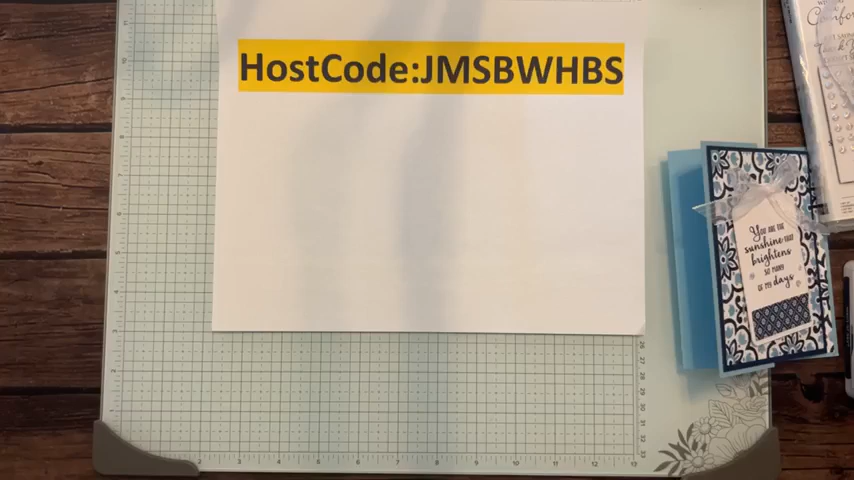 HostCode:JMSBWHBS
You are the
sunshine that
brightens
so many
of my days